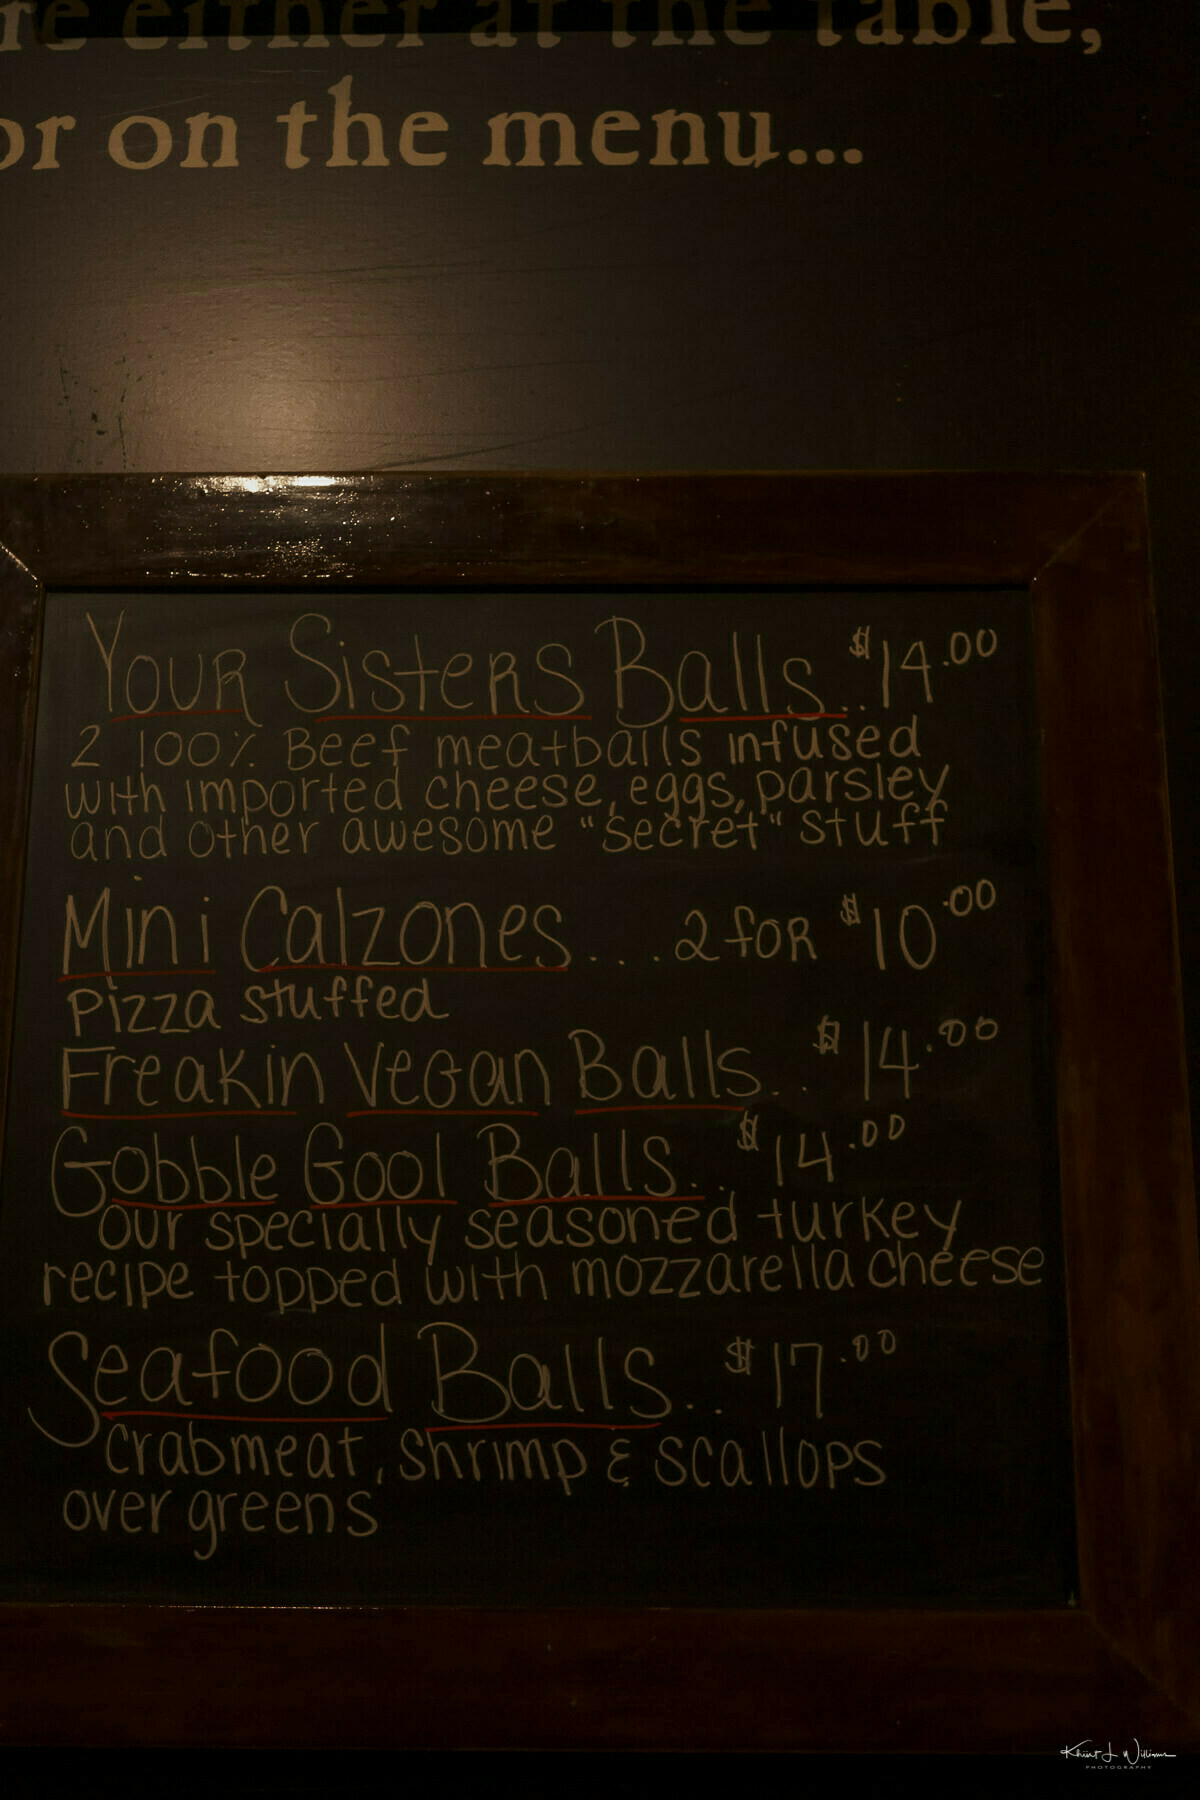 re either at the table,
or on the menu...
Your Sisters Balls..$14.00
2 100% Beef meatballs infused
with imported cheese, eggs, parsley
and other awesome "secret" stuff
Mini Calzones....2 for $10.00
Pizza stuffed
Freakin Vegan Balls.. $14.00
Gobble Gool Balls.. $14.00
our specially seasoned turkey
recipe topped with mozzarella cheese
Seafood Balls.. $17.00
crabmeat, shrimp & scallops
over greens
Khürt L Williams
PHOTOGRAPHY